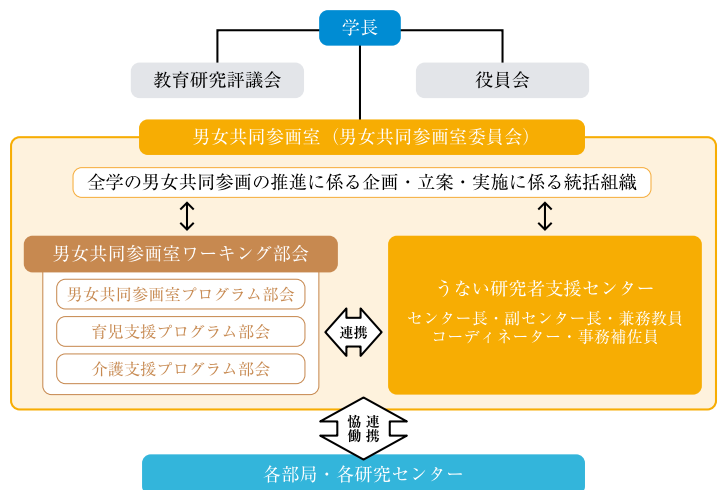 学長
教育研究評議会
役員会
男女共同参画室（男女共同参画室委員会）
全学の男女共同参画の推進に係る企画・立案・実施に係る統括組織
男女共同参画室ワーキング部会
男女共同参画室プログラム部会
育児支援プログラム部会
介護支援プログラム部会
連携
うない研究者支援センター
センター長・副センター長・兼務教員
コーディネーター・事務補佐員
協働
連携
各部局・各研究センター